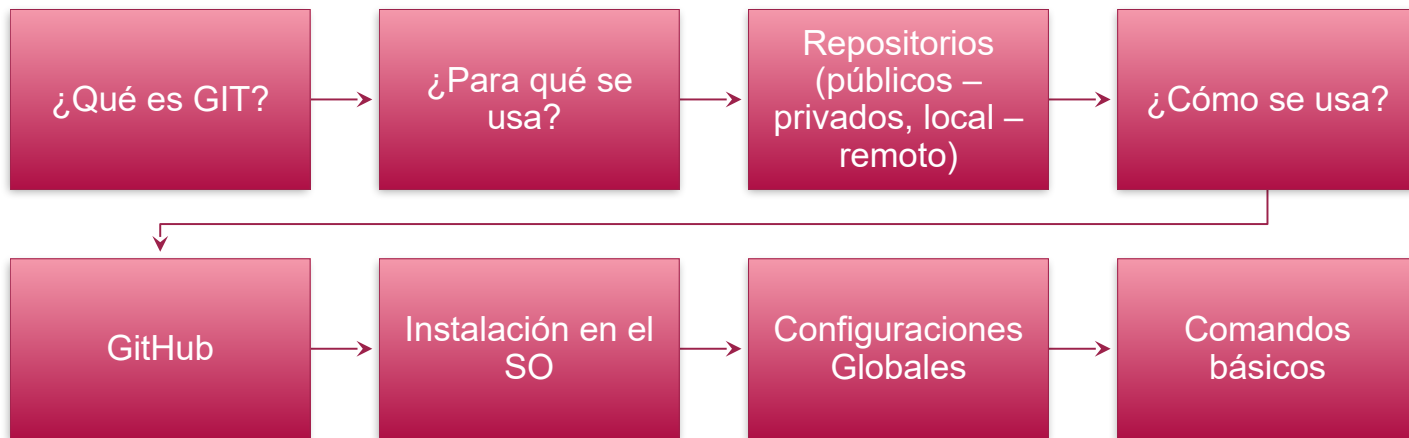 ¿Qué es GIT?
¿Para qué se
usa?
Repositorios
(públicos –
privados, local –
remoto)
¿Cómo se usa?
GitHub
Instalación en el
SO
Configuraciones
Globales
Comandos
básicos